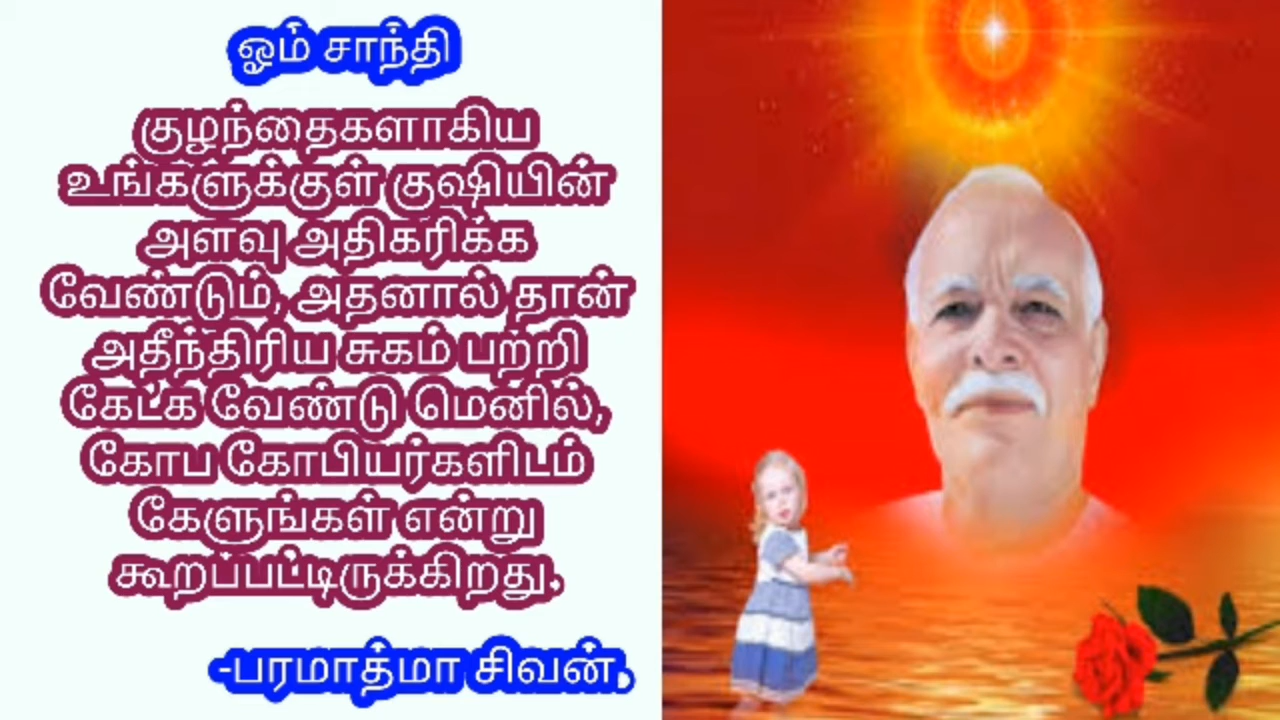 ஓம் சாந்தி
குழந்தைகளாகிய
உங்களுக்குள் குஷியின்
அளவு அதிகரிக்க
வேண்டும், அதனால் தான்
அதீந்திரிய சுகம் பற்றி
கேட்க வேண்டு மெனில்,
கோப கோபியர்களிடம்
கேளுங்கள் என்று
கூறப்பட்டிருக்கிறது.
-பரமாத்மா சிவன்.